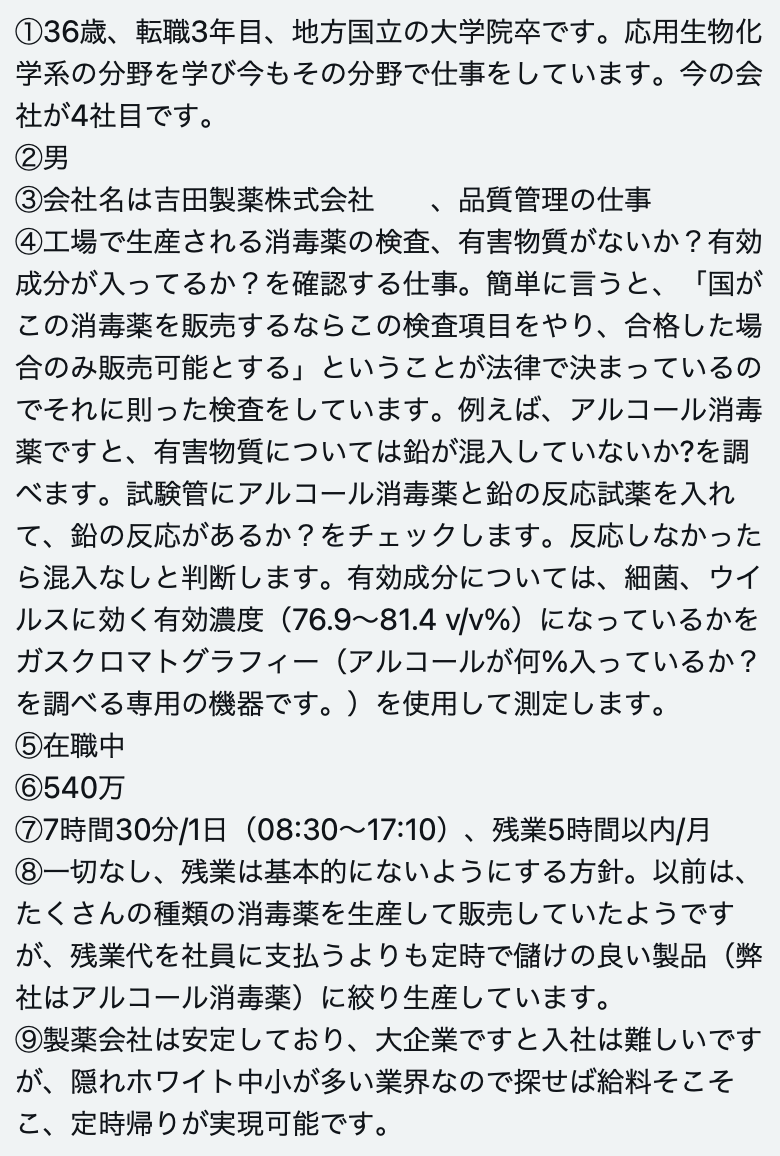 ①36歳、転職3年目、地方国立の大学院卒です。応用生物化
学系の分野を学び今もその分野で仕事をしています。今の会
社が4社目です。
②男
③会社名は吉田製薬株式会社　　、品質管理の仕事
④工場で生産される消毒薬の検査、有害物質がないか？有効
成分が入ってるか？を確認する仕事。簡単に言うと、「国が
この消毒薬を販売するならこの検査項目をやり、合格した場
合のみ販売可能とする」ということが法律で決まっているの
でそれに則った検査をしています。例えば、アルコール消毒
薬ですと、有害物質については鉛が混入していないか?を調
べます。試験管にアルコール消毒薬と鉛の反応試薬を入れ
て、鉛の反応があるか？をチェックします。反応しなかった
ら混入なしと判断します。有効成分については、細菌、ウイ
ルスに効く有効濃度（76.9〜81.4 v/v%）になっているかを
ガスクロマトグラフィー（アルコールが何%入っているか？
を調べる専用の機器です。）を使用して測定します。
⑤在職中
⑥540万
⑦7時間30分/1日（08:30〜17:10）、残業5時間以内/月
⑧一切なし、残業は基本的にないようにする方針。以前は、
たくさんの種類の消毒薬を生産して販売していたようです
が、残業代を社員に支払うよりも定時で儲けの良い製品（弊
社はアルコール消毒薬）に絞り生産しています。
⑨製薬会社は安定しており、大企業ですと入社は難しいです
が、隠れホワイト中小が多い業界なので探せば給料そこそ
こ、定時帰りが実現可能です。